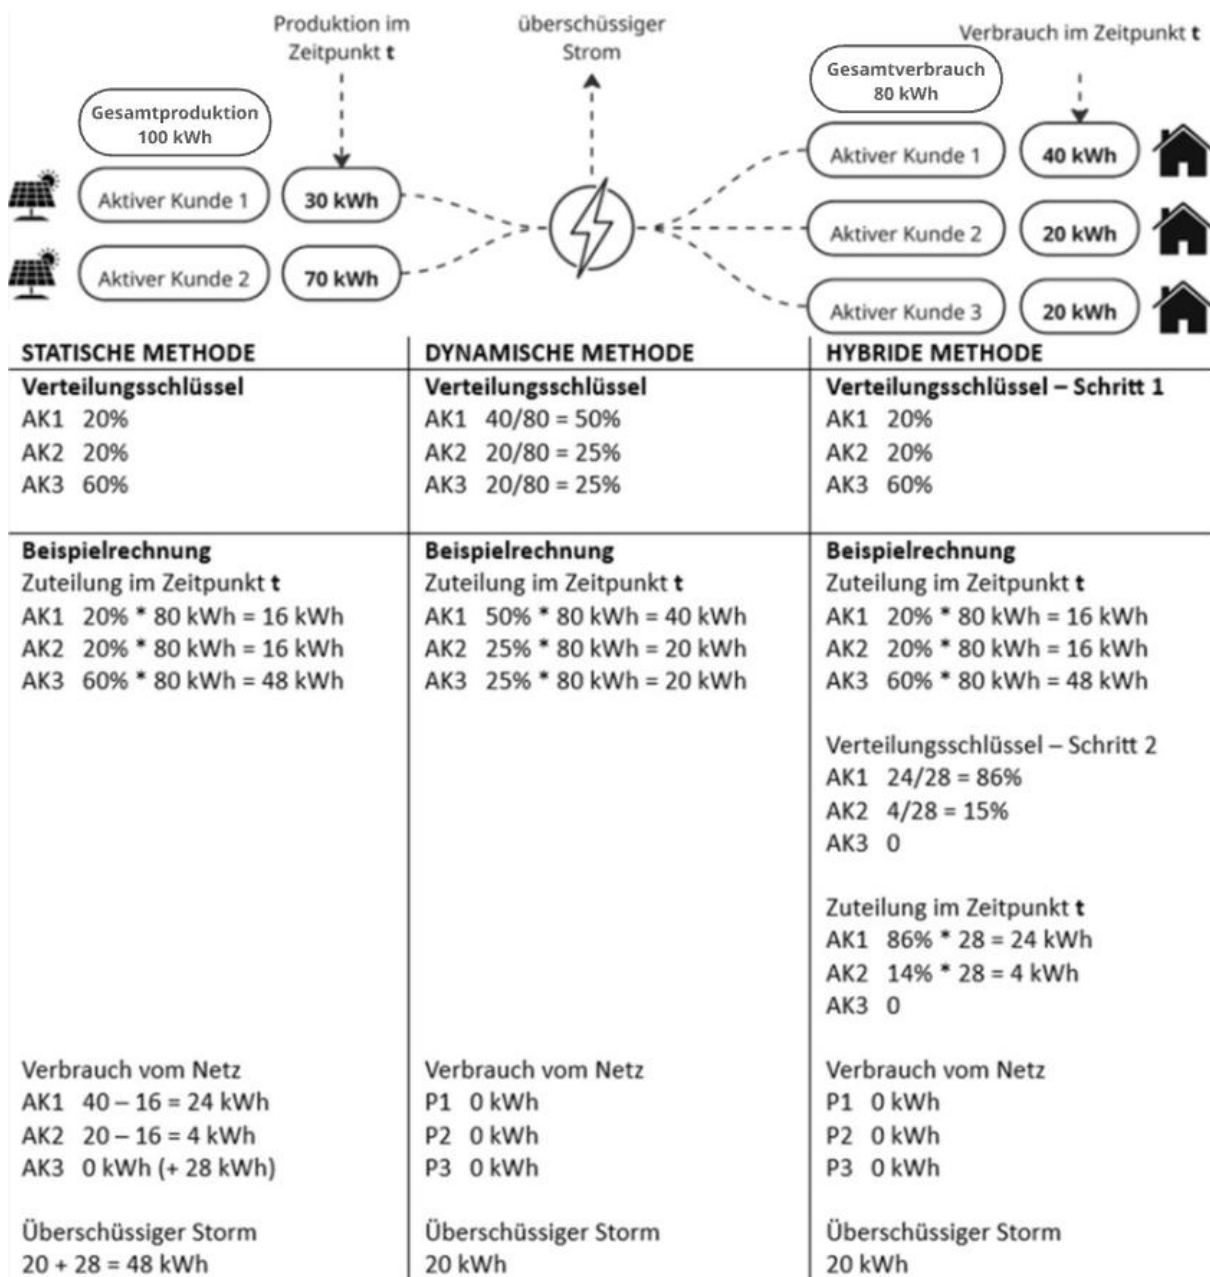 Produktion im
Zeitpunkt t
überschüssiger
Strom
Verbrauch im Zeitpunkt t
Gesamtproduktion
100 kWh
Gesamtverbrauch
80 kWh
Aktiver Kunde 1
30 kWh
Aktiver Kunde 2
70 kWh
Aktiver Kunde 1
40 kWh
Aktiver Kunde 2
20 kWh
Aktiver Kunde 3
20 kWh
STATISCHE METHODE
Verteilungsschlüssel
AK1 20%
AK2 20%
AK3 60%
Beispielrechnung
Zuteilung im Zeitpunkt t
AK1 20% * 80 kWh = 16 kWh
AK2 20% * 80 kWh = 16 kWh
AK3 60% * 80 kWh = 48 kWh
Verbrauch vom Netz
AK1 40 – 16 = 24 kWh
AK2 20 – 16 = 4 kWh
AK3 0 kWh (+ 28 kWh)
Überschüssiger Storm
20 + 28 = 48 kWh
DYNAMISCHE METHODE
Verteilungsschlüssel
AK1 40/80 = 50%
AK2 20/80 = 25%
AK3 20/80 = 25%
Beispielrechnung
Zuteilung im Zeitpunkt t
AK1 50% * 80 kWh = 40 kWh
AK2 25% * 80 kWh = 20 kWh
AK3 25% * 80 kWh = 20 kWh
Verbrauch vom Netz
P1 0 kWh
P2 0 kWh
P3 0 kWh
Überschüssiger Storm
20 kWh
HYBRIDE METHODE
Verteilungsschlüssel – Schritt 1
AK1 20%
AK2 20%
AK3 60%
Beispielrechnung
Zuteilung im Zeitpunkt t
AK1 20% * 80 kWh = 16 kWh
AK2 20% * 80 kWh = 16 kWh
AK3 60% * 80 kWh = 48 kWh
Verteilungsschlüssel – Schritt 2
AK1 24/28 = 86%
AK2 4/28 = 15%
AK3 0
Zuteilung im Zeitpunkt t
AK1 86% * 28 = 24 kWh
AK2 14% * 28 = 4 kWh
AK3 0
Verbrauch vom Netz
P1 0 kWh
P2 0 kWh
P3 0 kWh
Überschüssiger Storm
20 kWh